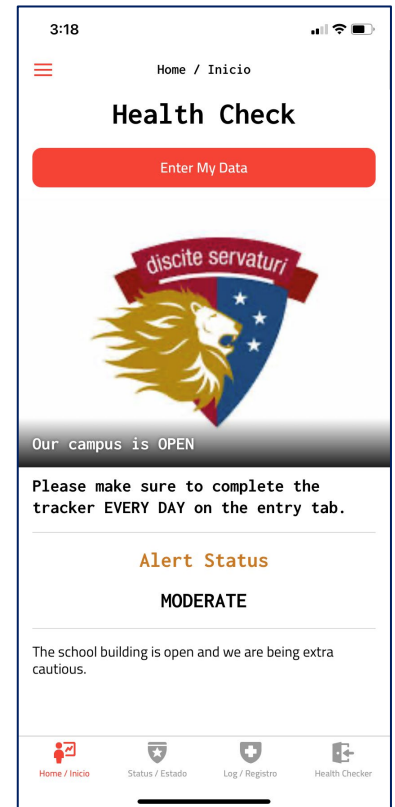 3:18
Home / Inicio
Health Check
Enter My Data
discite servaturi
Our campus is OPEN
Please make sure to complete the
tracker EVERY DAY on the entry tab.
Alert Status
MODERATE
The school building is open and we are being extra
cautious.
Home / Inicio
Status / Estado
Log / Registro
Health Checker